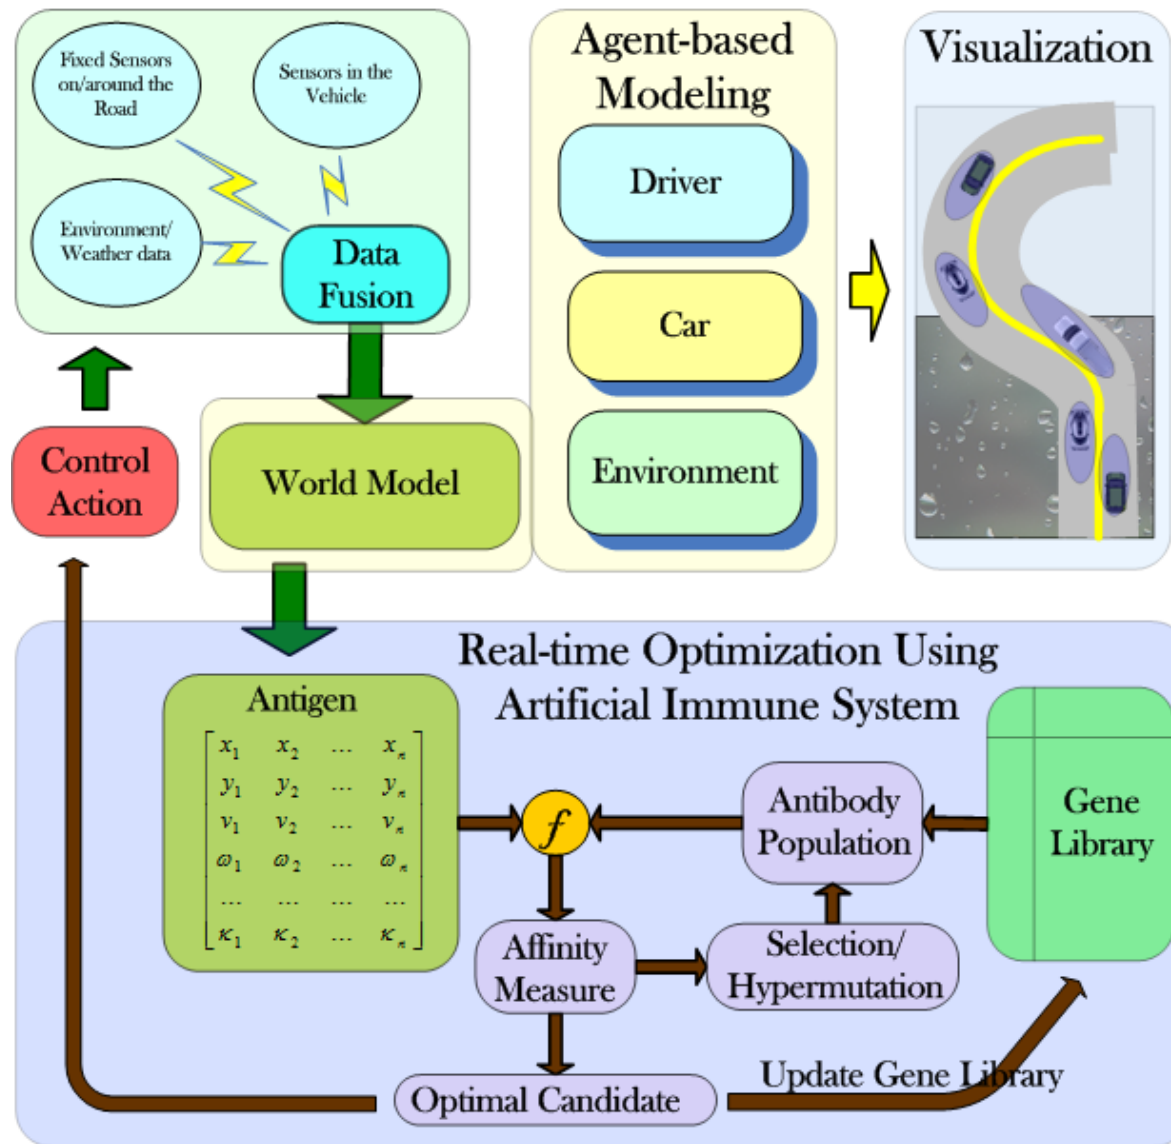 Fixed Sensors
on/around the
Road
Sensors in the
Vehicle
Environment/
Weather data
Data
Fusion
Agent-based
Modeling
Driver
Car
Environment
Visualization
Control
Action
World Model
Real-time Optimization Using
Artificial Immune System
Antigen
x₁ x₂ ... xₙ
y₁ y₂ ... yₙ
v₁ v₂ ... vₙ
ω₁ ω₂ ... ωₙ
... ... ... ...
κ₁ κ₂ ... κₙ
f
Antibody
Population
Gene
Library
Affinity
Measure
Selection/
Hypermutation
Optimal Candidate
Update Gene Library